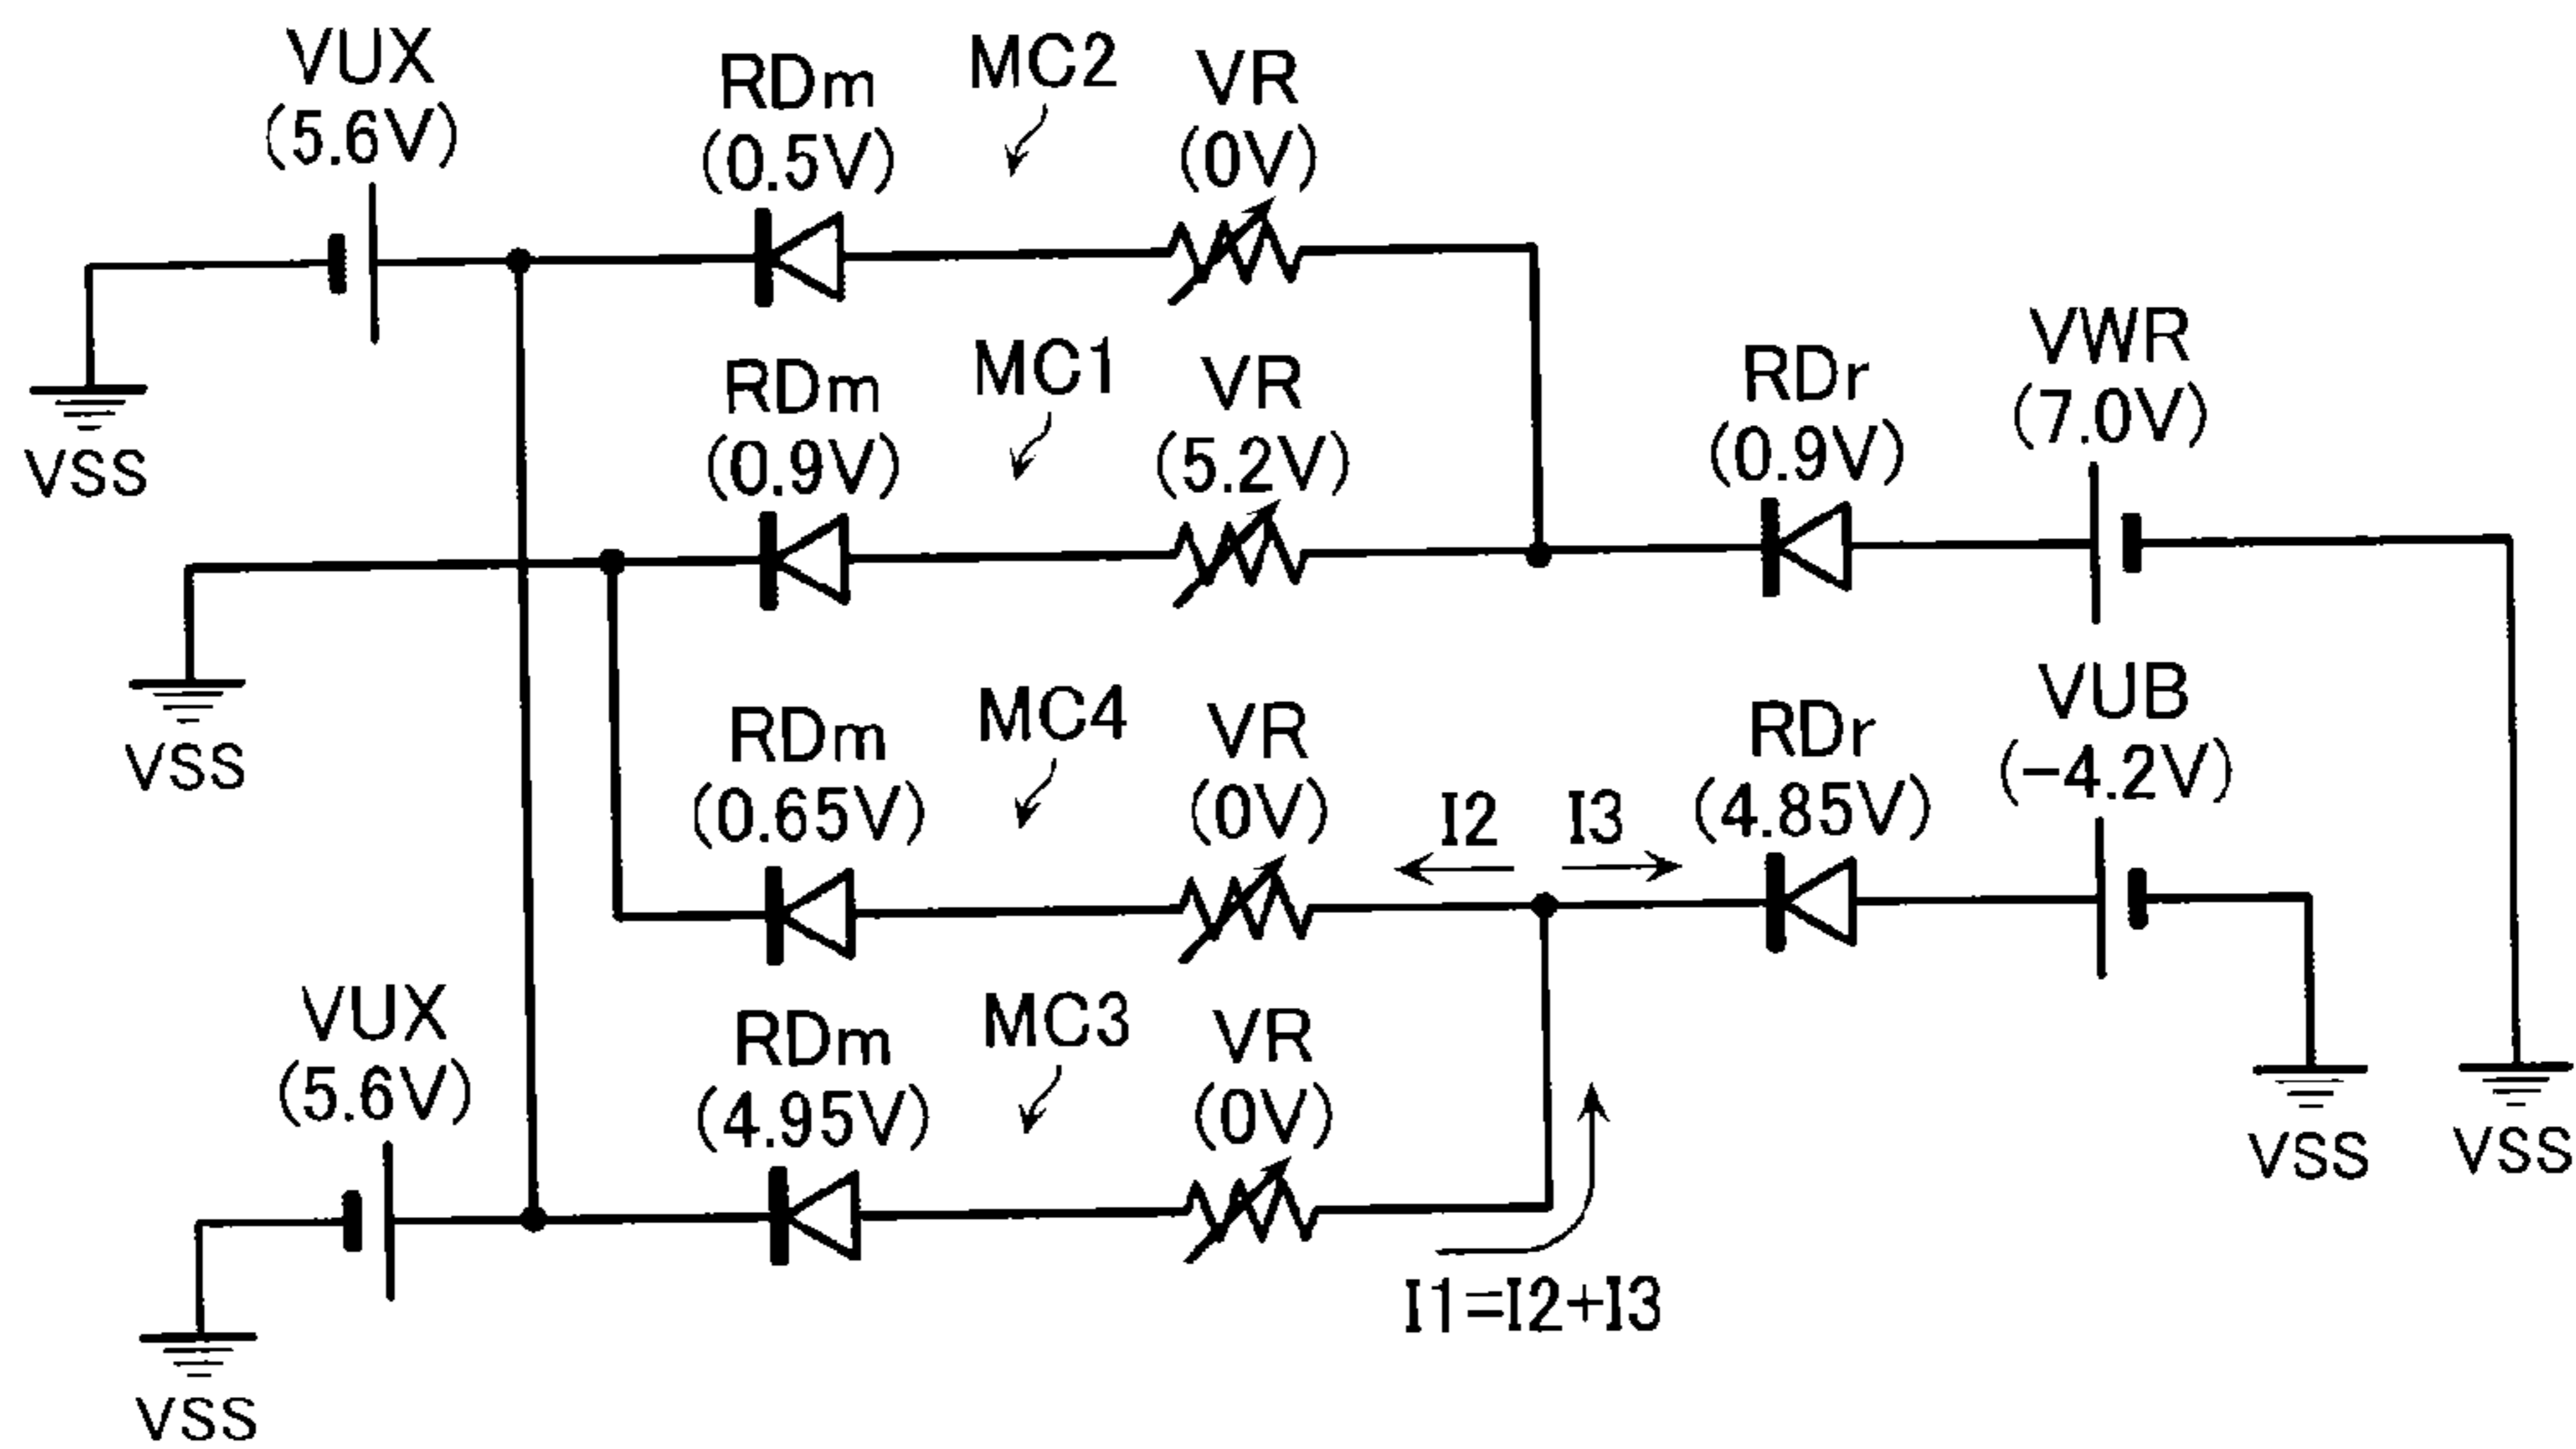 VUX
(5.6V)
RDm
(0.5V)
MC2
VR
(0V)
VSS
RDm
(0.9V)
MC1
VR
(5.2V)
RDr
(0.9V)
VWR
(7.0V)
VSS
RDm
(0.65V)
MC4
VR
(0V)
I2
I3
RDr
(4.85V)
VUB
(-4.2V)
VUX
(5.6V)
RDm
(4.95V)
MC3
VR
(0V)
I1=I2+I3
VSS
VSS
VSS